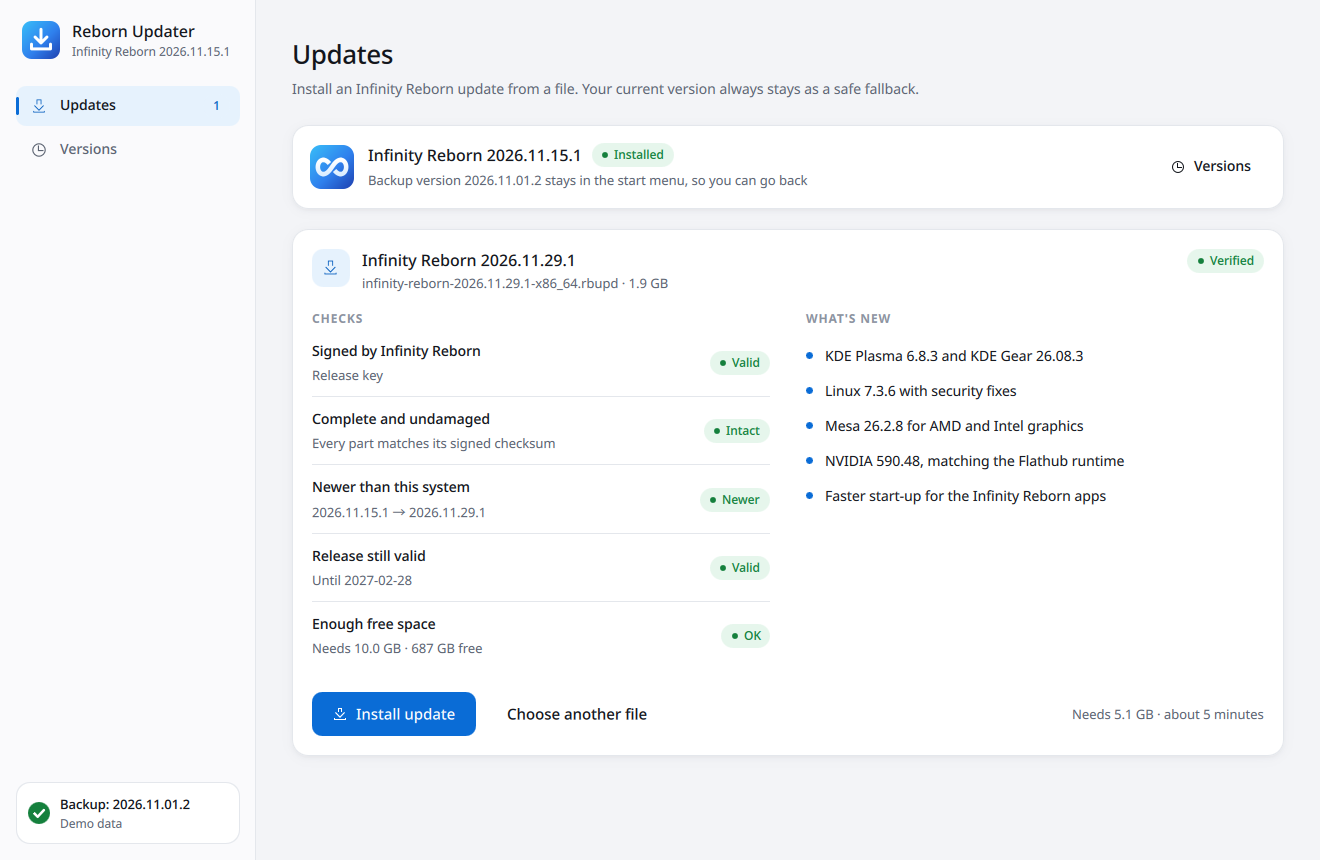 Reborn Updater
Infinity Reborn 2026.11.15.1
Updates 1
Versions
Backup: 2026.11.01.2
Demo data
Updates
Install an Infinity Reborn update from a file. Your current version always stays as a safe fallback.
Infinity Reborn 2026.11.15.1 Installed
Backup version 2026.11.01.2 stays in the start menu, so you can go back
Versions
Infinity Reborn 2026.11.29.1
infinity-reborn-2026.11.29.1-x86_64.rbupd · 1.9 GB
Verified
CHECKS
Signed by Infinity Reborn
Release key
Valid
Complete and undamaged
Every part matches its signed checksum
Intact
Newer than this system
2026.11.15.1 → 2026.11.29.1
Newer
Release still valid
Until 2027-02-28
Valid
Enough free space
Needs 10.0 GB · 687 GB free
OK
WHAT'S NEW
KDE Plasma 6.8.3 and KDE Gear 26.08.3
Linux 7.3.6 with security fixes
Mesa 26.2.8 for AMD and Intel graphics
NVIDIA 590.48, matching the Flathub runtime
Faster start-up for the Infinity Reborn apps
Install update
Choose another file
Needs 5.1 GB · about 5 minutes